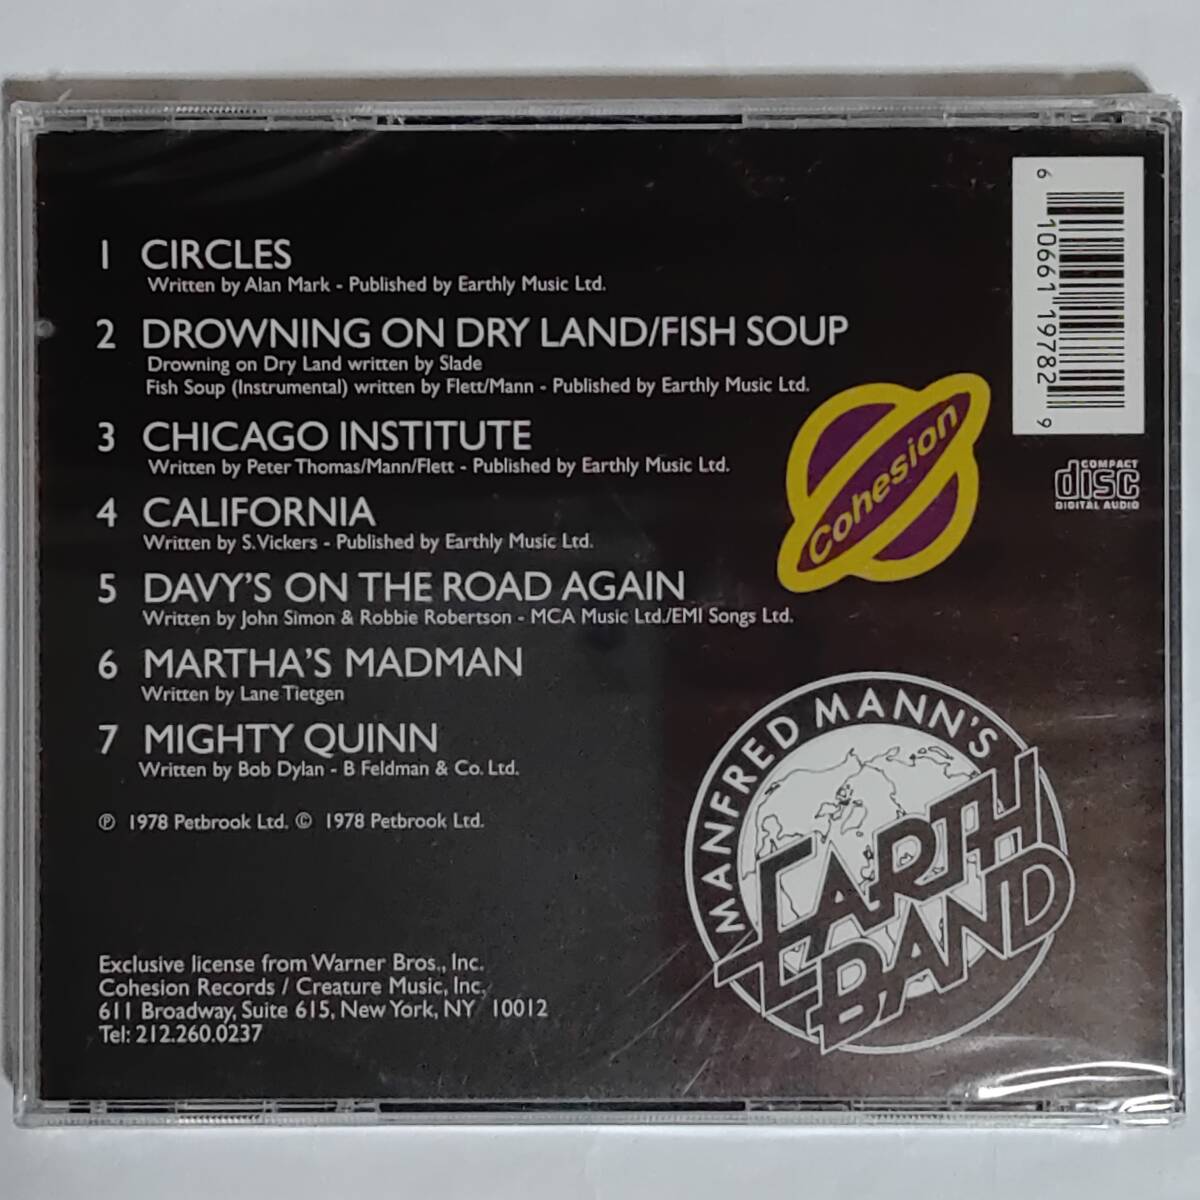 1 CIRCLES
Written by Alan Mark - Published by Earthly Music Ltd.
2 DROWNING ON DRY LAND/FISH SOUP
Drowning on Dry Land written by Slade
Fish Soup (Instrumental) written by Flett/Mann - Published by Earthly Music Ltd.
3 CHICAGO INSTITUTE
Written by Peter Thomas/Mann/Flett - Published by Earthly Music Ltd.
4 CALIFORNIA
Written by S.Vickers - Published by Earthly Music Ltd.
5 DAVY'S ON THE ROAD AGAIN
Written by John Simon & Robbie Robertson - MCA Music Ltd./EMI Songs Ltd.
6 MARTHA'S MADMAN
Written by Lane Tietgen
7 MIGHTY QUINN
Written by Bob Dylan - B Feldman & Co. Ltd.
℗ 1978 Petbrook Ltd. © 1978 Petbrook Ltd.
Exclusive license from Warner Bros., Inc.
Cohesion Records / Creature Music, Inc.
611 Broadway, Suite 615, New York, NY 10012
Tel: 212.260.0237
6 10661 19782 9
COMPACT
disc
DIGITAL AUDIO
Cohesion
MANFRED MANN'S
EARTH
BAND